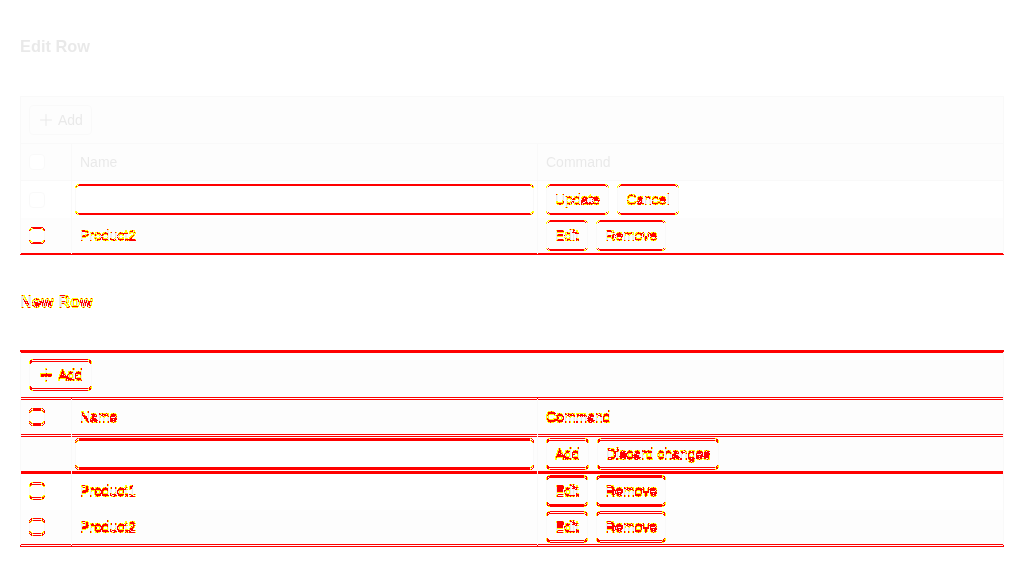 Edit Row
+ Add
Name Command
Update Cancel
Product2 Edit Remove
New Row
+ Add
Name Command
Add Discard changes
Product1 Edit Remove
Product2 Edit Remove